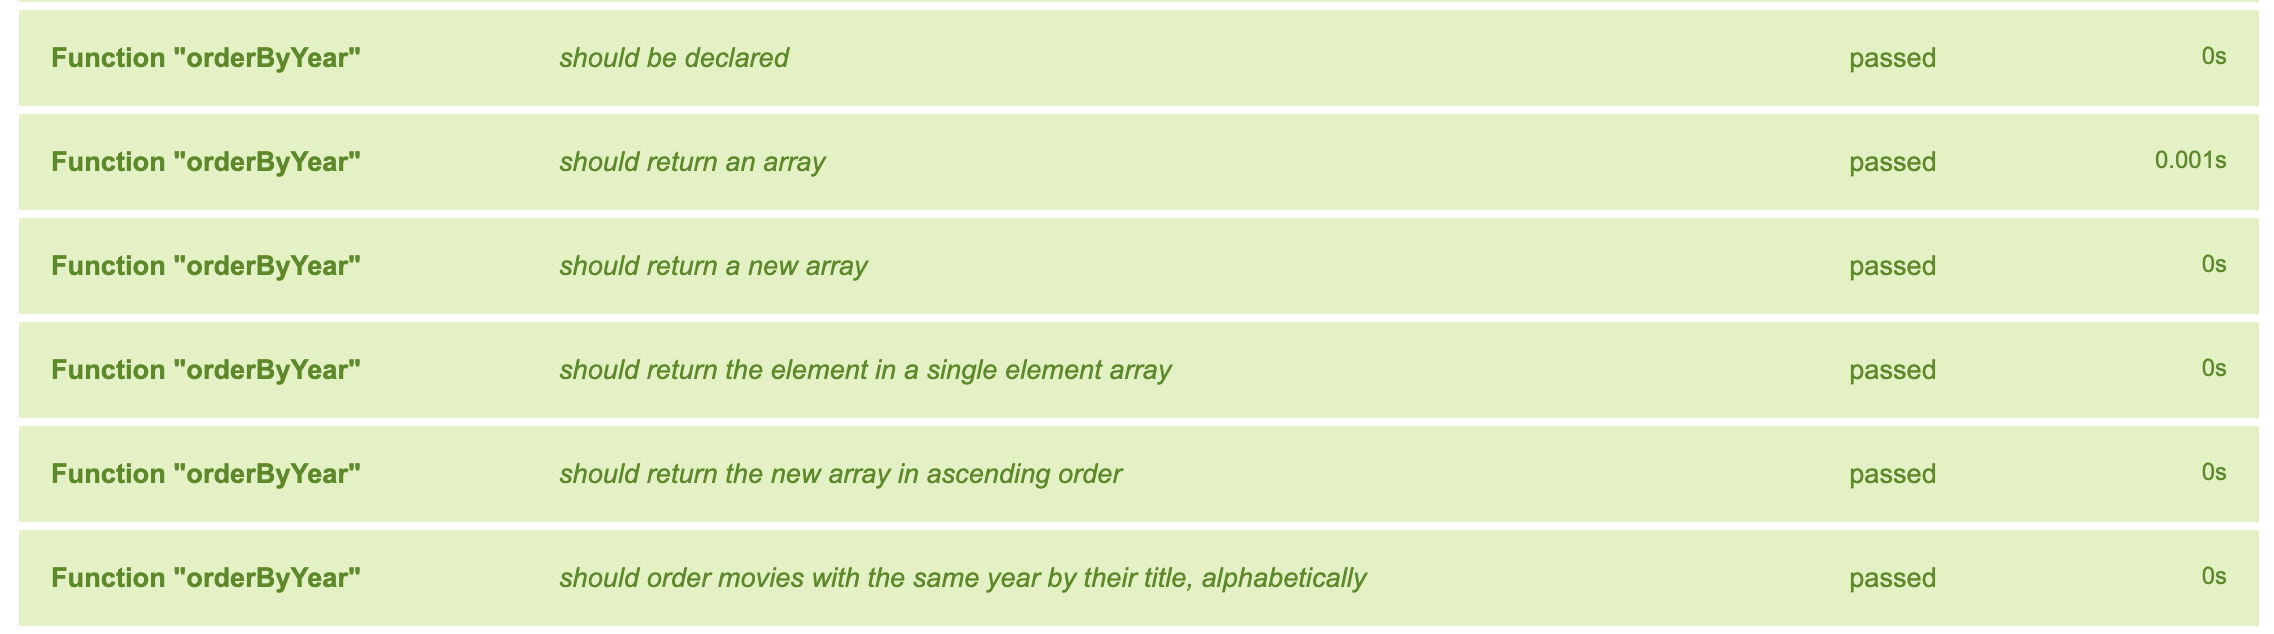 Function "orderByYear" should be declared passed 0s
Function "orderByYear" should return an array passed 0.001s
Function "orderByYear" should return a new array passed 0s
Function "orderByYear" should return the element in a single element array passed 0s
Function "orderByYear" should return the new array in ascending order passed 0s
Function "orderByYear" should order movies with the same year by their title, alphabetically passed 0s